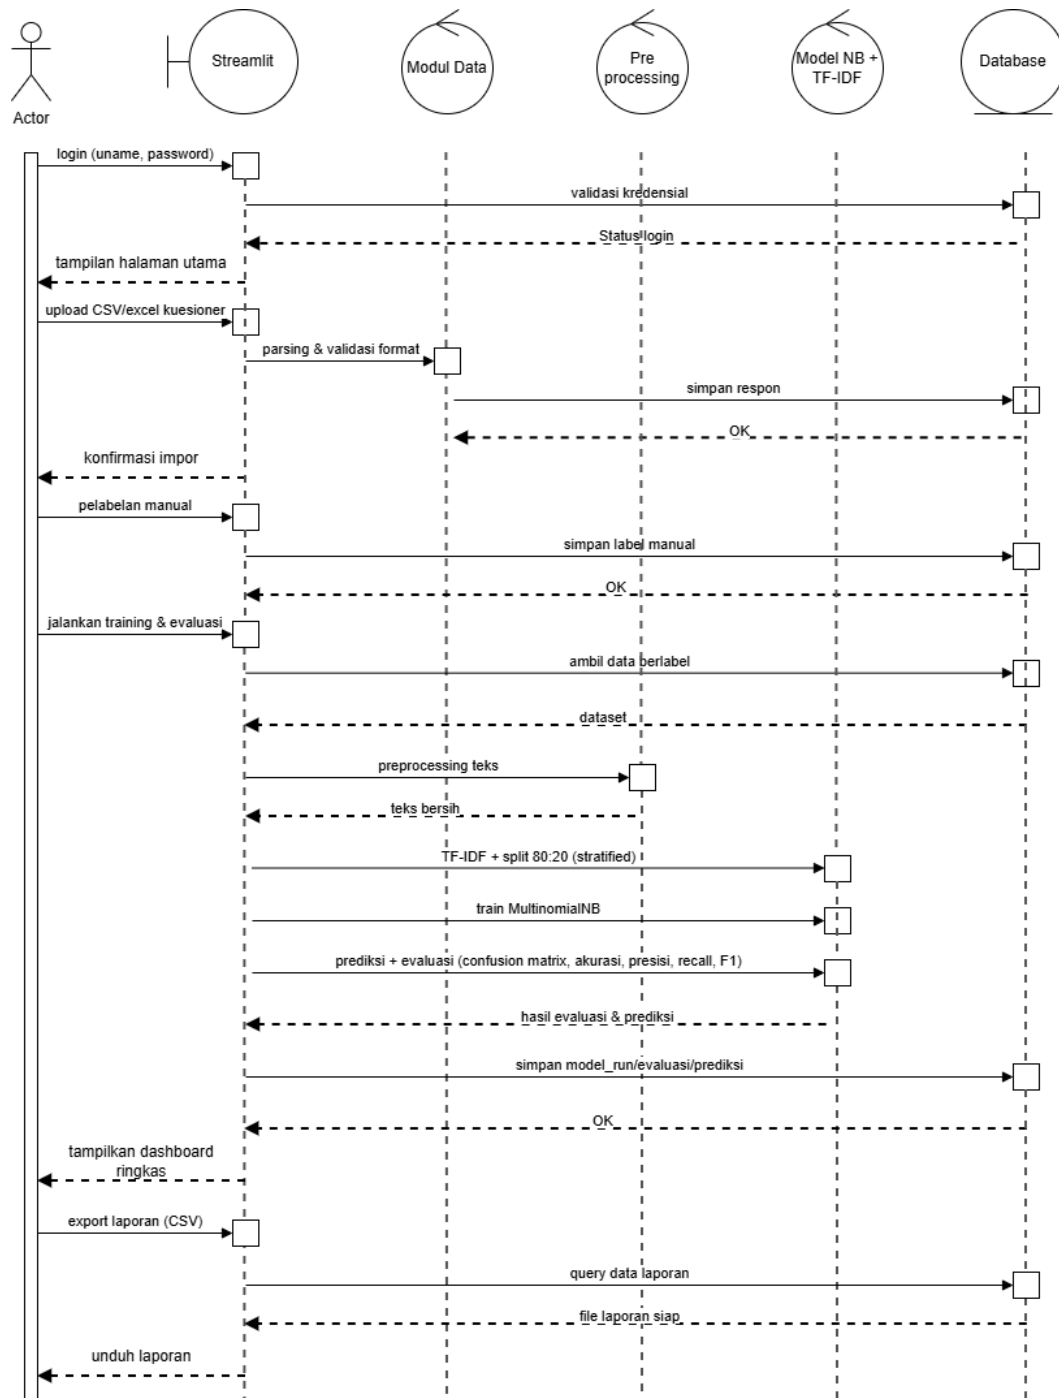 Actor
Streamlit
Modul Data
Pre
processing
Model NB +
TF-IDF
Database
login (uname, password)
validasi kredensial
Status login
tampilan halaman utama
upload CSV/excel kuesioner
parsing & validasi format
simpan respon
OK
konfirmasi impor
pelabelan manual
simpan label manual
OK
jalankan training & evaluasi
ambil data berlabel
dataset
preprocessing teks
teks bersih
TF-IDF + split 80:20 (stratified)
train MultinomialNB
prediksi + evaluasi (confusion matrix, akurasi, presisi, recall, F1)
hasil evaluasi & prediksi
simpan model_run/evaluasi/prediksi
OK
tampilkan dashboard
ringkas
export laporan (CSV)
query data laporan
file laporan siap
unduh laporan